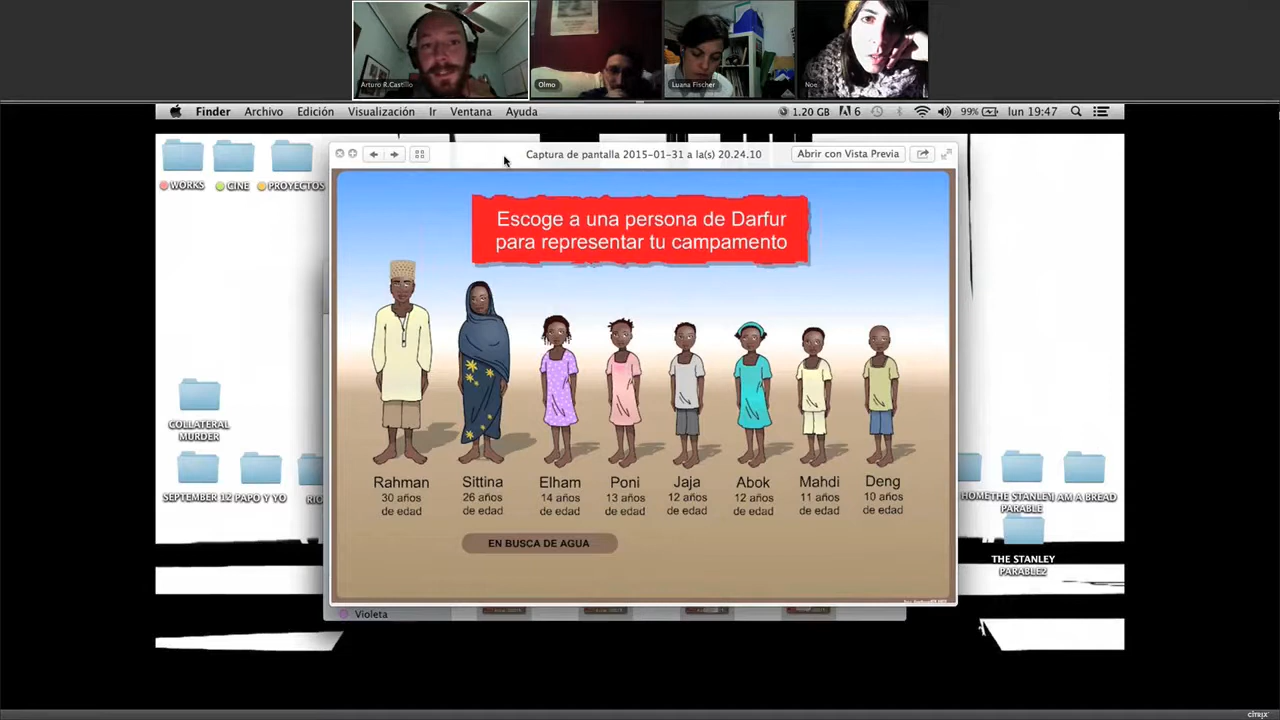 Arturo R.Castillo
Olmo
Luana Fischer
Noe
Finder Archivo Edición Visualización Ir Ventana Ayuda
1.20 GB
6
99%
lun 19:47
Captura de pantalla 2015-01-31 a la(s) 20.24.10
Abrir con Vista Previa
WORKS
CINE
PROYECTOS
Escoge a una persona de Darfur
para representar tu campamento
COLLATERAL
MURDER
SEPTEMBER 12
PAPO Y YO
Rahman
30 años
de edad
Sittina
26 años
de edad
Elham
14 años
de edad
Poni
13 años
de edad
Jaja
12 años
de edad
Abok
12 años
de edad
Mahdi
11 años
de edad
Deng
10 años
de edad
EN BUSCA DE AGUA
HOME
THE STANLEY
PARABLE
I AM A BREAD
THE STANLEY
PARABLE2
Violeta
CITRIX